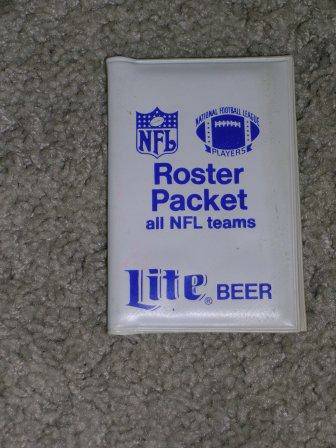 NFL
NATIONAL FOOTBALL LEAGUE
PLAYERS
Roster
Packet
all NFL teams
Lite® BEER